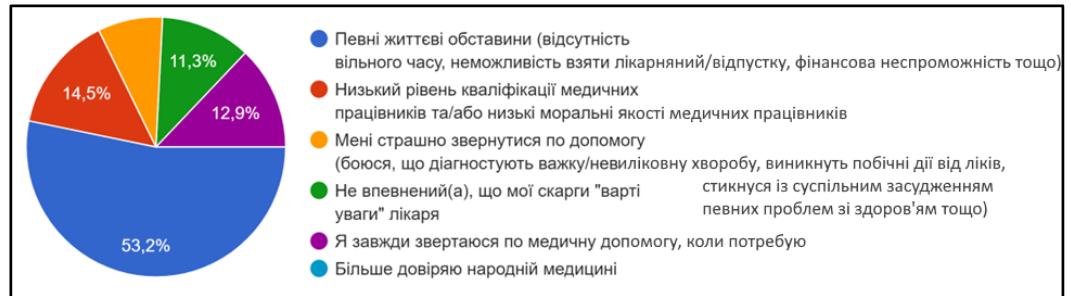 53,2%
14,5%
11,3%
12,9%
Певні життєві обставини (відсутність
вільного часу, неможливість взяти лікарняний/відпустку, фінансова неспроможність тощо)
Низький рівень кваліфікації медичних
працівників та/або низькі моральні якості медичних працівників
Мені страшно звернутися по допомогу
(боюся, що діагностують важку/невиліковну хворобу, виникнуть побічні дії від ліків,
стикнуся із суспільним засудженням
певних проблем зі здоров'ям тощо)
Не впевнений(а), що мої скарги "варті
уваги" лікаря
Я завжди звертаюся по медичну допомогу, коли потребую
Більше довіряю народній медицині